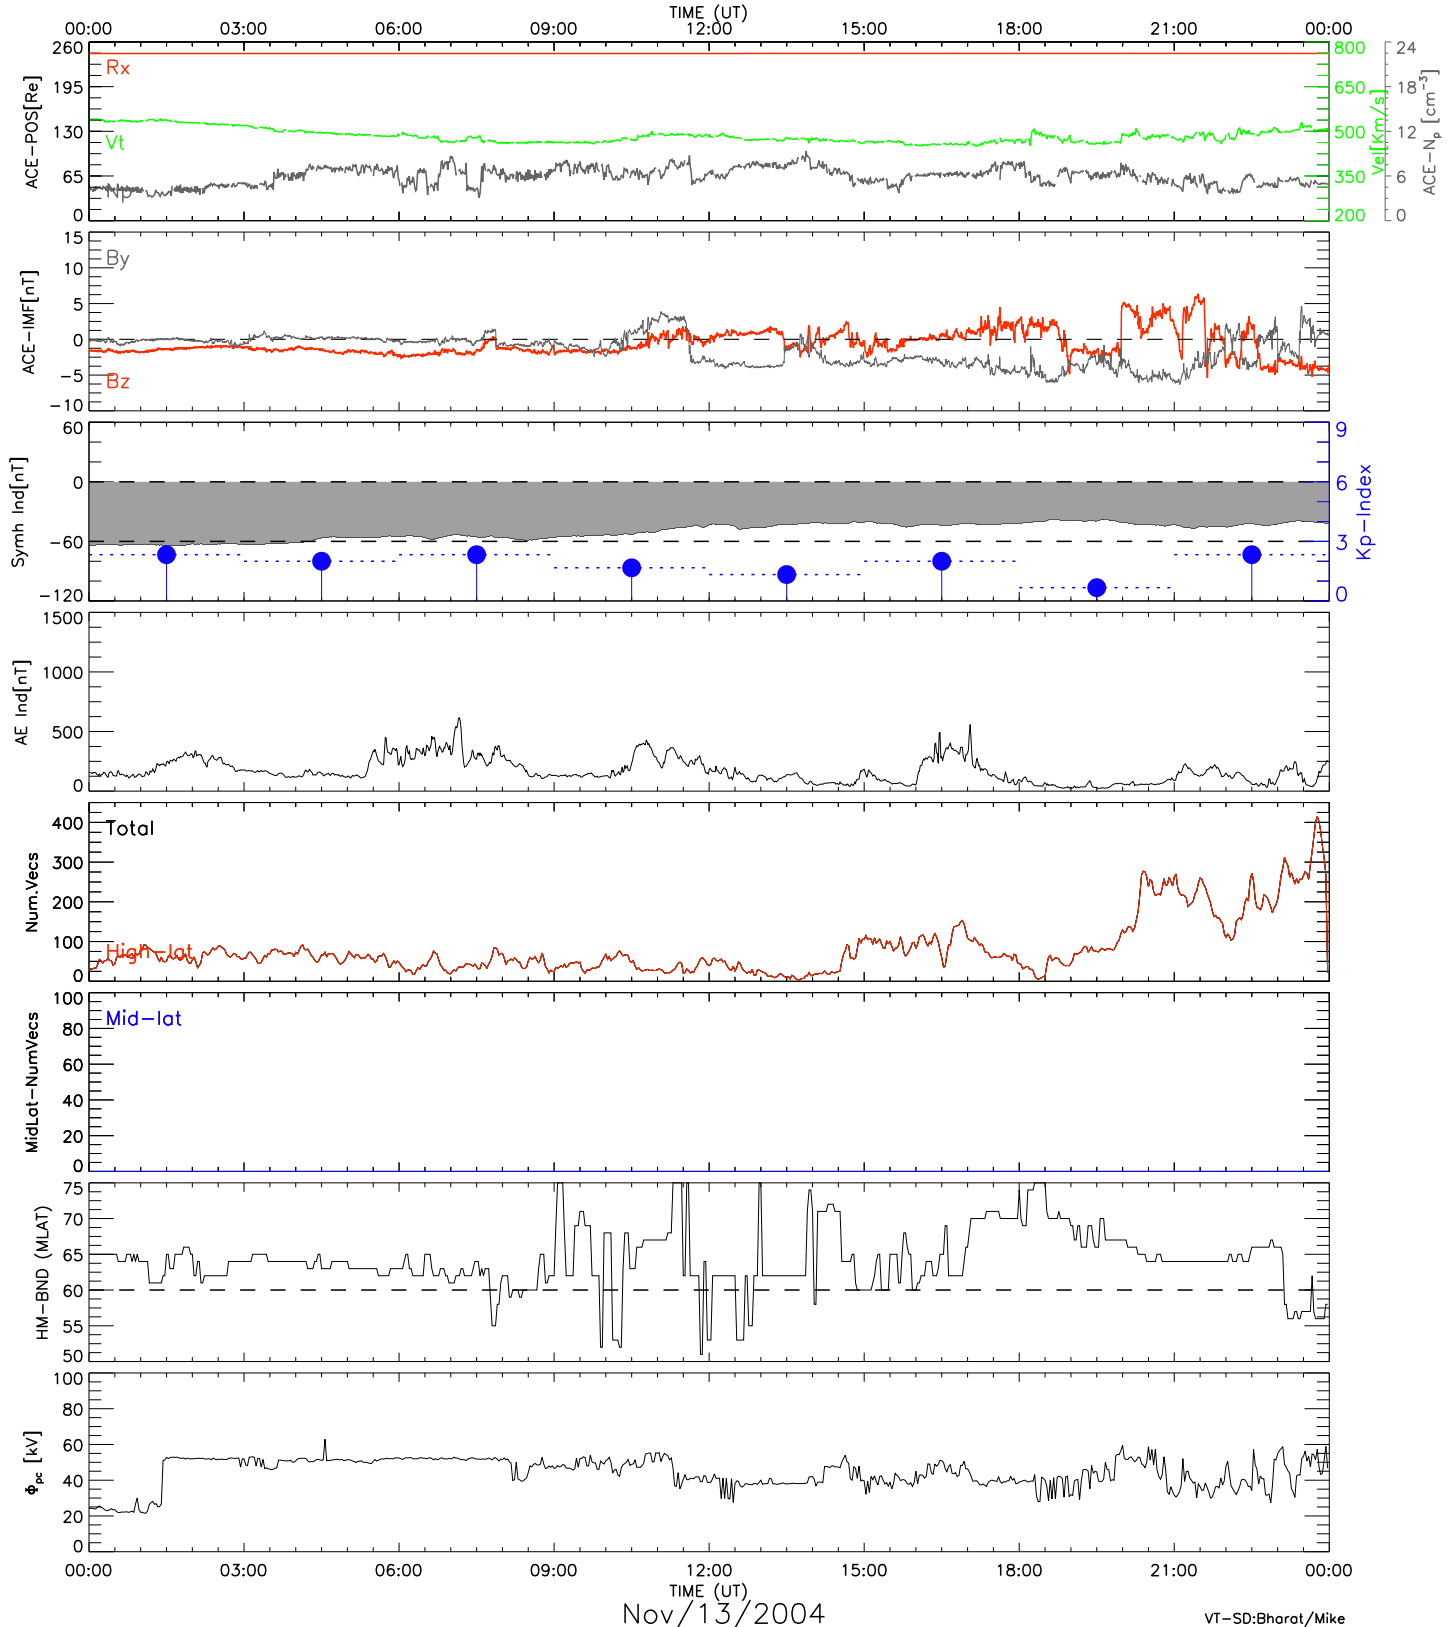 TIME (UT)
00:00 03:00 06:00 09:00 12:00 15:00 18:00 21:00 00:00
ACE-POS[Re]
260
195
130
65
0
Rx
Vt
Np
800
650
500
350
200
Vel[Km/s]
24
18
12
6
0
ACE-Np [cm-3]
ACE-IMF[nT]
15
10
5
0
-5
-10
By
Bz
Symh Ind[nT]
60
0
-60
-120
9
6
3
0
Kp-Index
AE Ind[nT]
1500
1000
500
0
Num.Vecs
400
300
200
100
0
Total
High-lat
MidLat-NumVecs
100
80
60
40
20
0
Mid-lat
HM-BND (MLAT)
75
70
65
60
55
50
Φpc [kV]
100
80
60
40
20
0
00:00 03:00 06:00 09:00 12:00 15:00 18:00 21:00 00:00
TIME (UT)
Nov/13/2004
VT-SD:Bharat/Mike